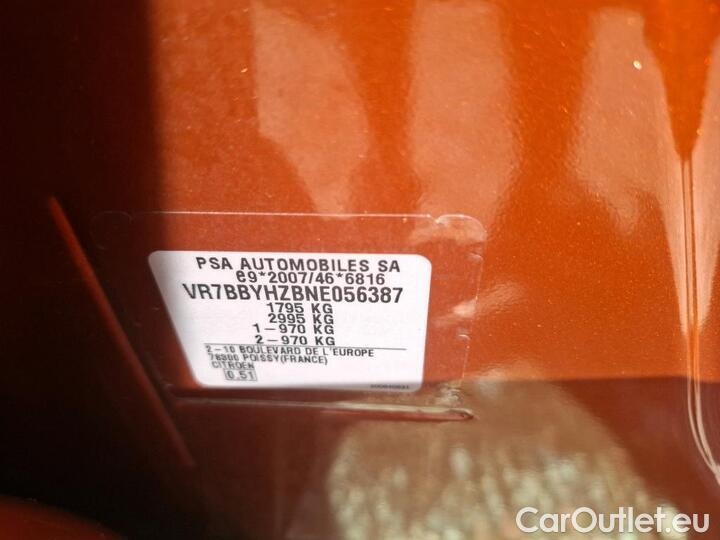 PSA AUTOMOBILES SA
e9*2007/46*6816
VR7BBYHZBNE056387
1795 KG
2995 KG
1-970 KG
2-970 KG
2-10 BOULEVARD DE L'EUROPE
78300 POISSY(FRANCE)
CITROEN
0.51
CarOutlet.eu